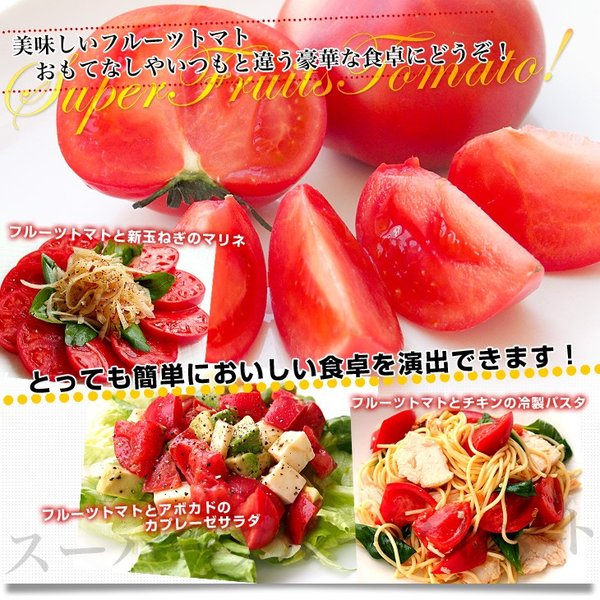 美味しいフルーツトマト
おもてなしやいつもと違う豪華な食卓にどうぞ！
Super Fruits Tomato!
フルーツトマトと新玉ねぎのマリネ
とっても簡単においしい食卓を演出できます！
フルーツトマトとチキンの冷製パスタ
フルーツトマトとアボカドの
カプレーゼサラダ
スー
ト